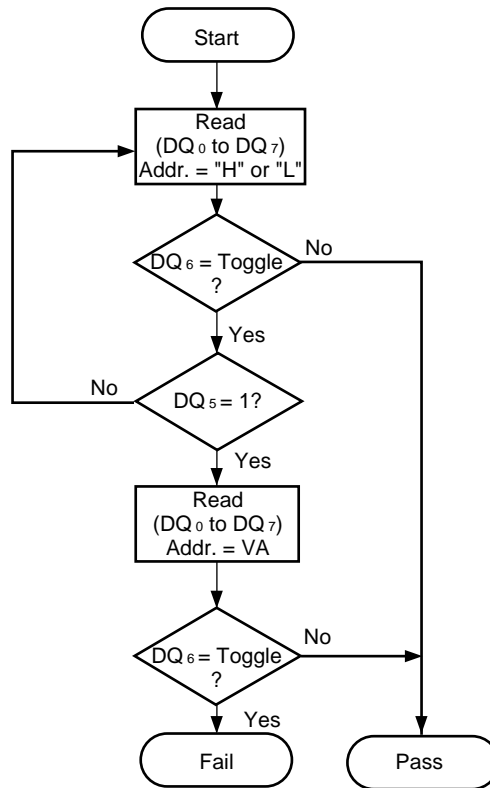 Start
Read
(DQ0 to DQ7)
Addr. = "H" or "L"
No
DQ6 = Toggle
?
Yes
No
DQ5 = 1?
Yes
Read
(DQ0 to DQ7)
Addr. = VA
No
DQ6 = Toggle
?
Yes
Fail
Pass